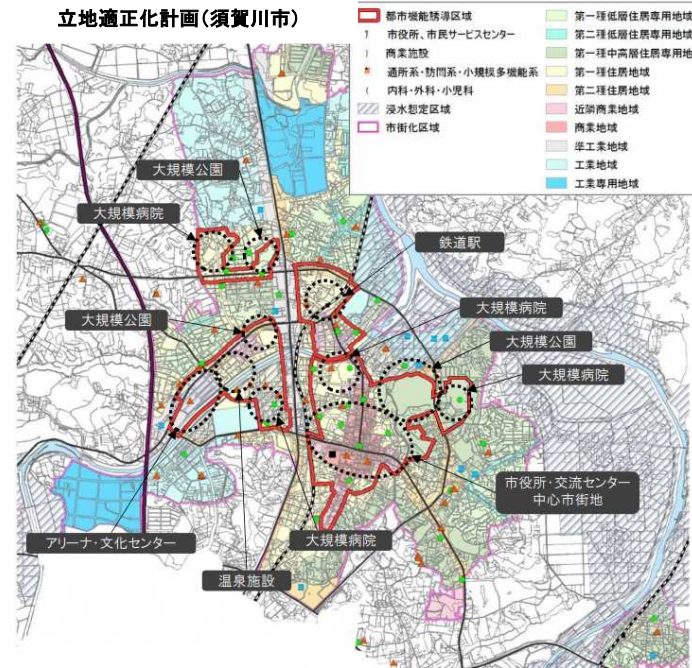 立地適正化計画(須賀川市)
都市機能誘導区域
市役所、市民サービスセンター
商業施設
通所系・訪問系・小規模多機能系
内科・外科・小児科
浸水想定区域
市街化区域
第一種低層住居専用地域
第二種低層住居専用地域
第一種中高層住居専用地域
第一種住居地域
第二種住居地域
近隣商業地域
商業地域
準工業地域
工業地域
工業専用地域
大規模公園
大規模病院
鉄道駅
大規模病院
大規模公園
大規模公園
大規模病院
市役所・交流センター
中心市街地
アリーナ・文化センター
大規模病院
温泉施設